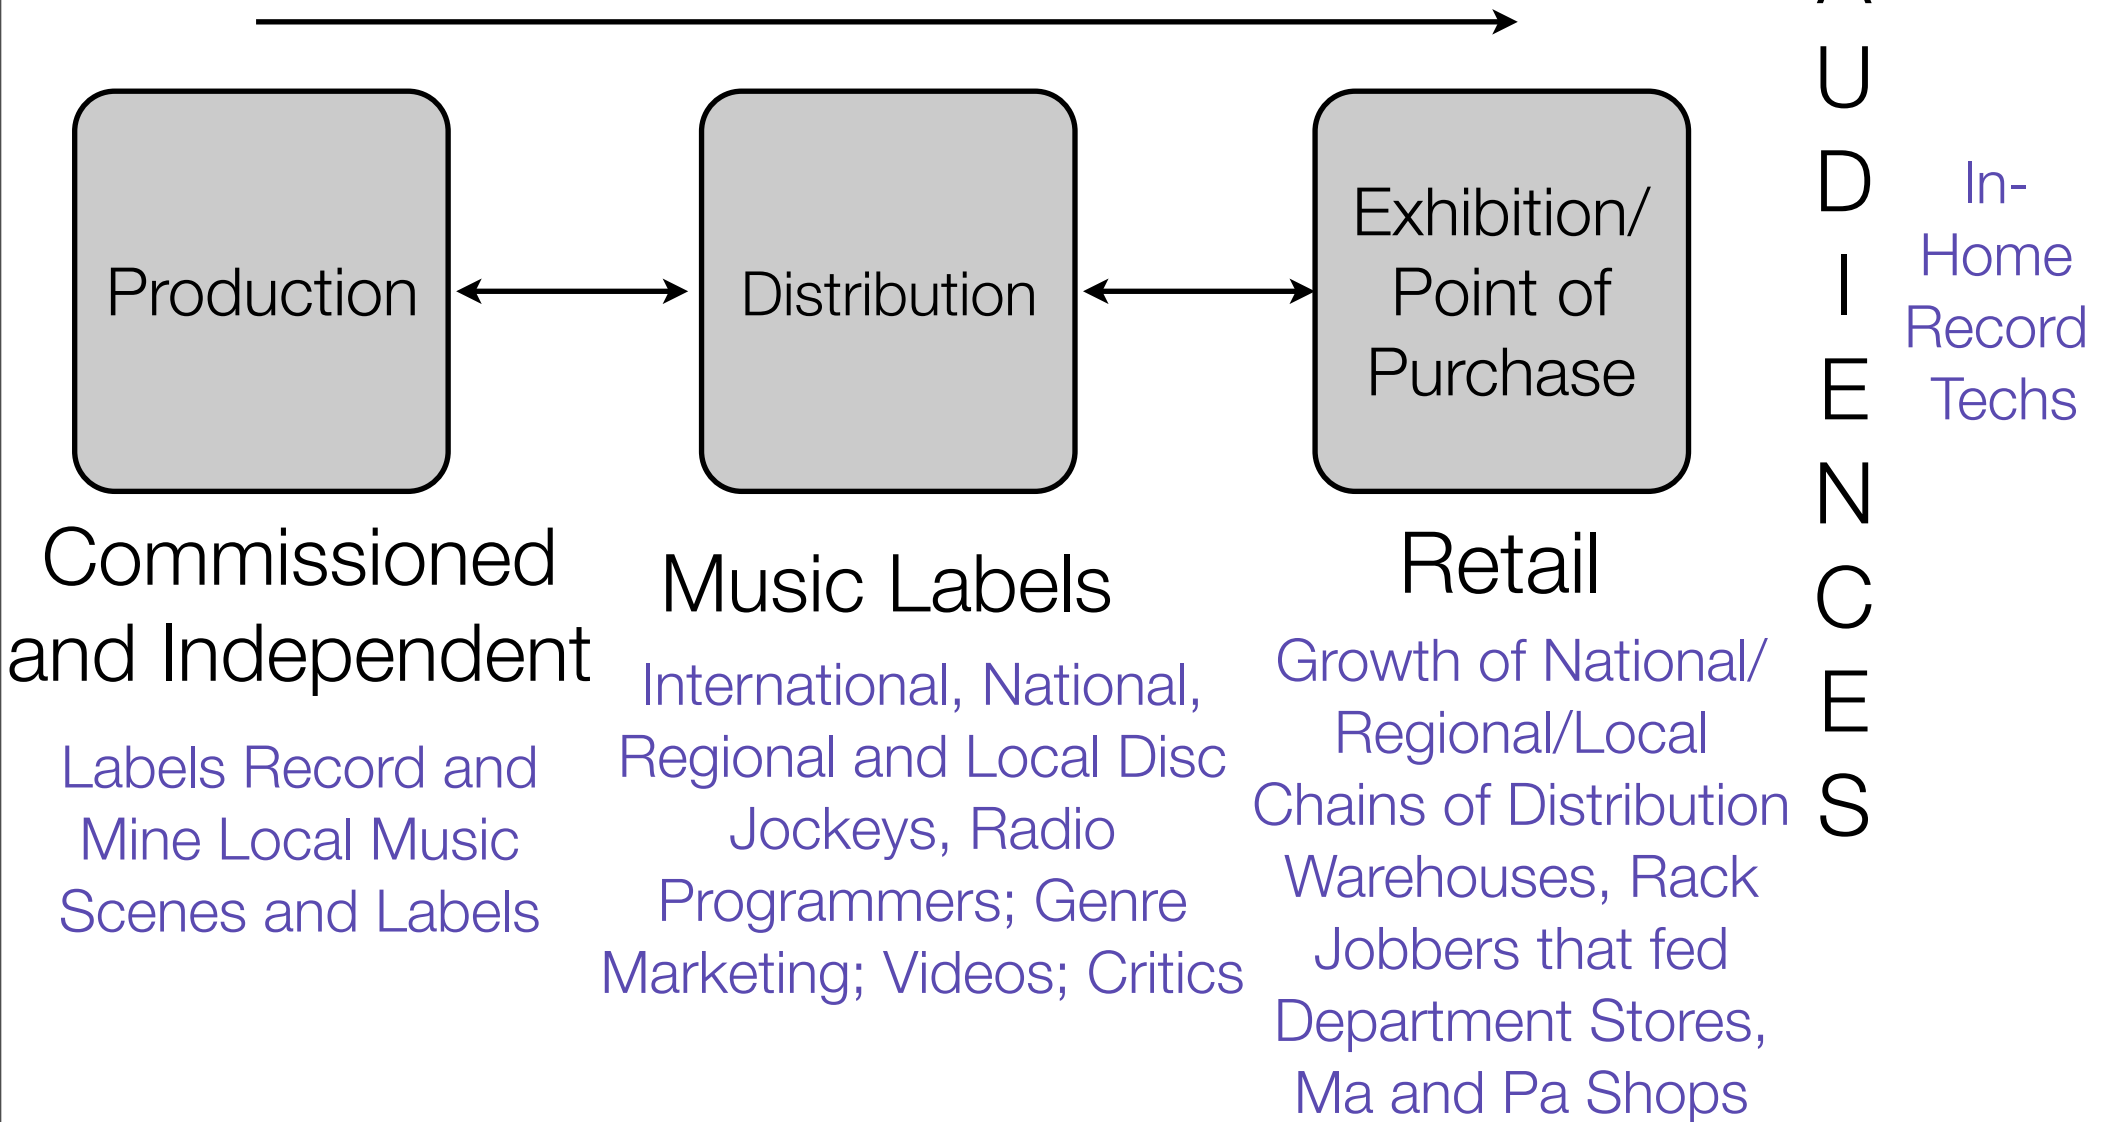 Production
Distribution
Exhibition/
Point of
Purchase
Commissioned
and Independent
Labels Record and
Mine Local Music
Scenes and Labels
Music Labels
International, National,
Regional and Local Disc
Jockeys, Radio
Programmers; Genre
Marketing; Videos; Critics
Retail
Growth of National/
Regional/Local
Chains of Distribution
Warehouses, Rack
Jobbers that fed
Department Stores,
Ma and Pa Shops
A
U
D
I
E
N
C
E
S
In-
Home
Record
Techs